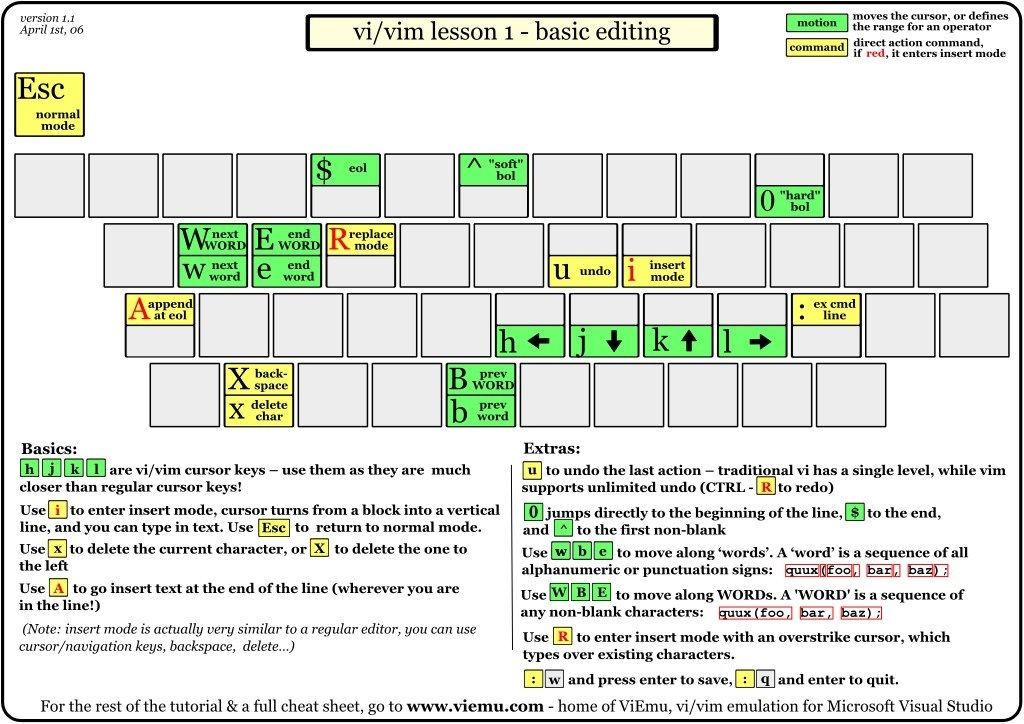 version 1.1
April 1st, 06
vi/vim lesson 1 - basic editing
motion moves the cursor, or defines
the range for an operator
command direct action command,
if red, it enters insert mode
Esc
normal
mode
$ eol
^ "soft"
bol
0 "hard"
bol
W next
WORD
w next
word
E end
WORD
e end
word
R replace
mode
u undo
i insert
mode
A append
at eol
h ←
j ↓
k ↑
l →
: ex cmd
line
X back-
space
x delete
char
B prev
WORD
b prev
word
Basics:
h j k l are vi/vim cursor keys – use them as they are much
closer than regular cursor keys!
Use i to enter insert mode, cursor turns from a block into a vertical
line, and you can type in text. Use Esc to return to normal mode.
Use x to delete the current character, or X to delete the one to
the left
Use A to go insert text at the end of the line (wherever you are
in the line!)
(Note: insert mode is actually very similar to a regular editor, you can use
cursor/navigation keys, backspace, delete...)
Extras:
u to undo the last action – traditional vi has a single level, while vim
supports unlimited undo (CTRL - R to redo)
0 jumps directly to the beginning of the line, $ to the end,
and ^ to the first non-blank
Use w b e to move along ‘words’. A ‘word’ is a sequence of all
alphanumeric or punctuation signs: quux(foo, bar, baz);
Use W B E to move along WORDs. A 'WORD' is a sequence of
any non-blank characters: quux(foo, bar, baz);
Use R to enter insert mode with an overstrike cursor, which
types over existing characters.
: w and press enter to save, : q and enter to quit.
For the rest of the tutorial & a full cheat sheet, go to www.viemu.com - home of ViEmu, vi/vim emulation for Microsoft Visual Studio